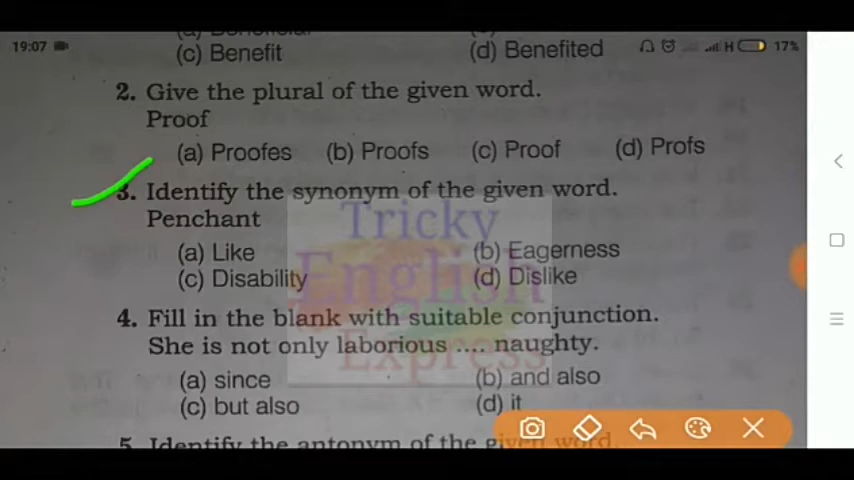 19:07
H 17%
(a) Beneficial
(c) Benefit (d) Benefited
2. Give the plural of the given word.
Proof
(a) Proofes (b) Proofs (c) Proof (d) Profs
3. Identify the synonym of the given word.
Penchant
(a) Like (b) Eagerness
(c) Disability (d) Dislike
4. Fill in the blank with suitable conjunction.
She is not only laborious .... naughty.
(a) since (b) and also
(c) but also (d) it
5. Identify the antonym of the given word.
Tricky
English
Express